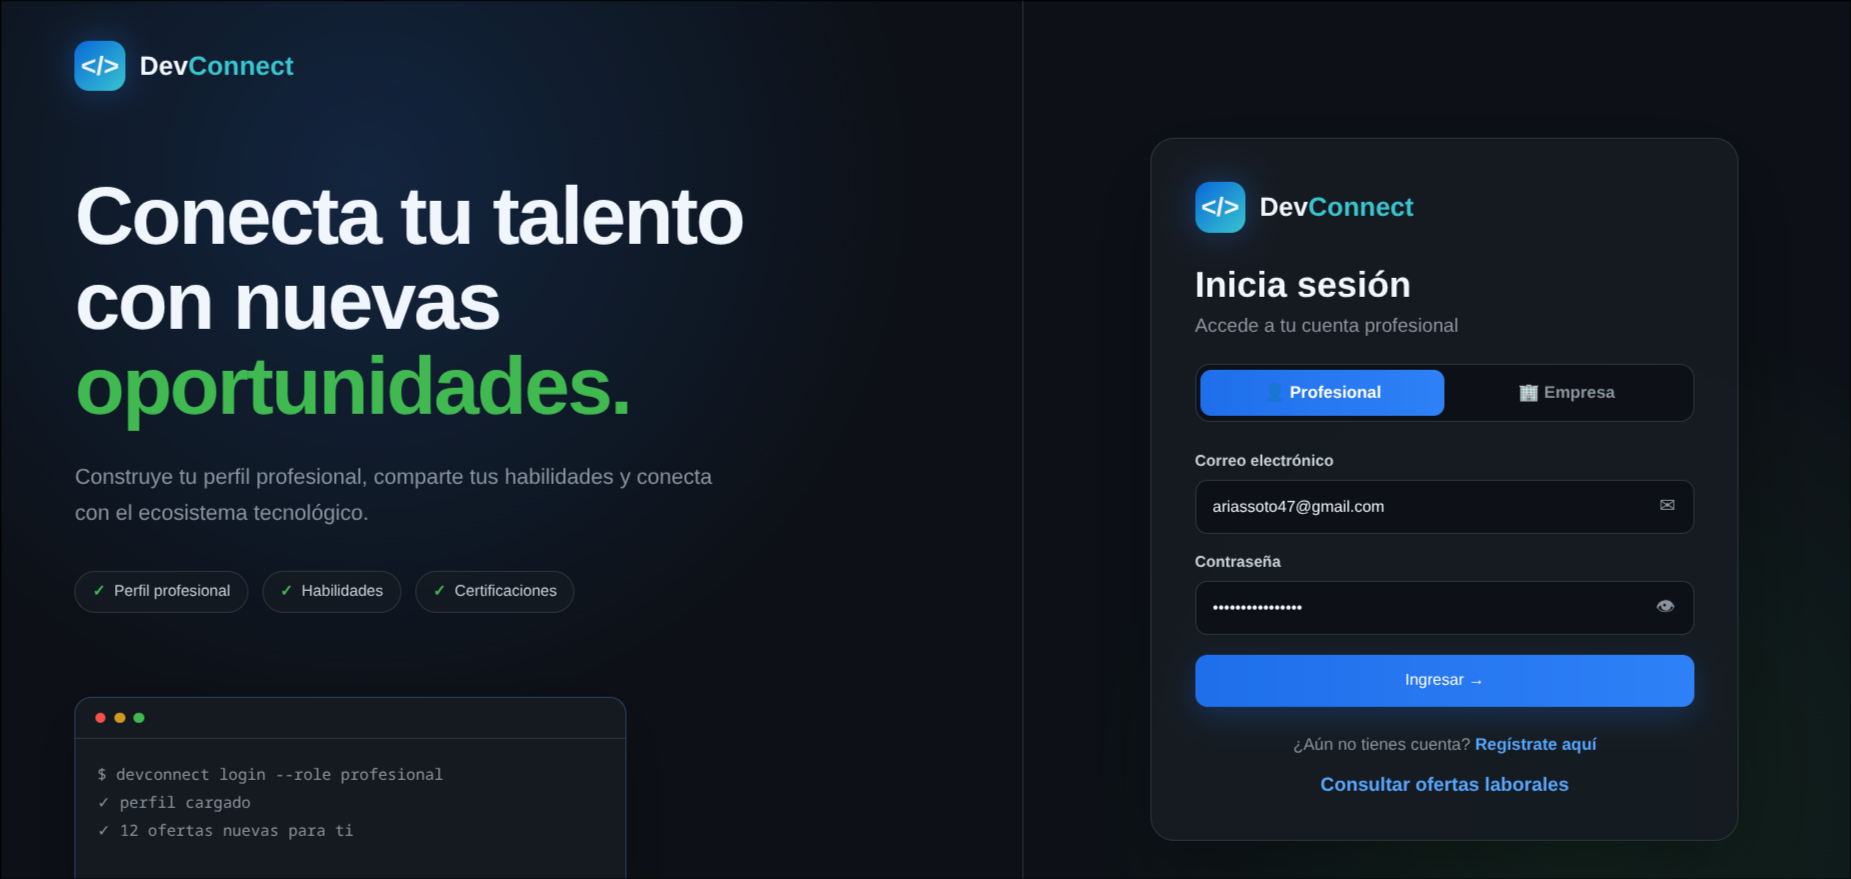 </> DevConnect
Conecta tu talento
con nuevas
oportunidades.
Construye tu perfil profesional, comparte tus habilidades y conecta
con el ecosistema tecnológico.
✓ Perfil profesional ✓ Habilidades ✓ Certificaciones
$ devconnect login --role profesional
✓ perfil cargado
✓ 12 ofertas nuevas para ti
</> DevConnect
Inicia sesión
Accede a tu cuenta profesional
Profesional Empresa
Correo electrónico
ariassoto47@gmail.com
Contraseña
••••••••••••••••
Ingresar →
¿Aún no tienes cuenta? Regístrate aquí
Consultar ofertas laborales